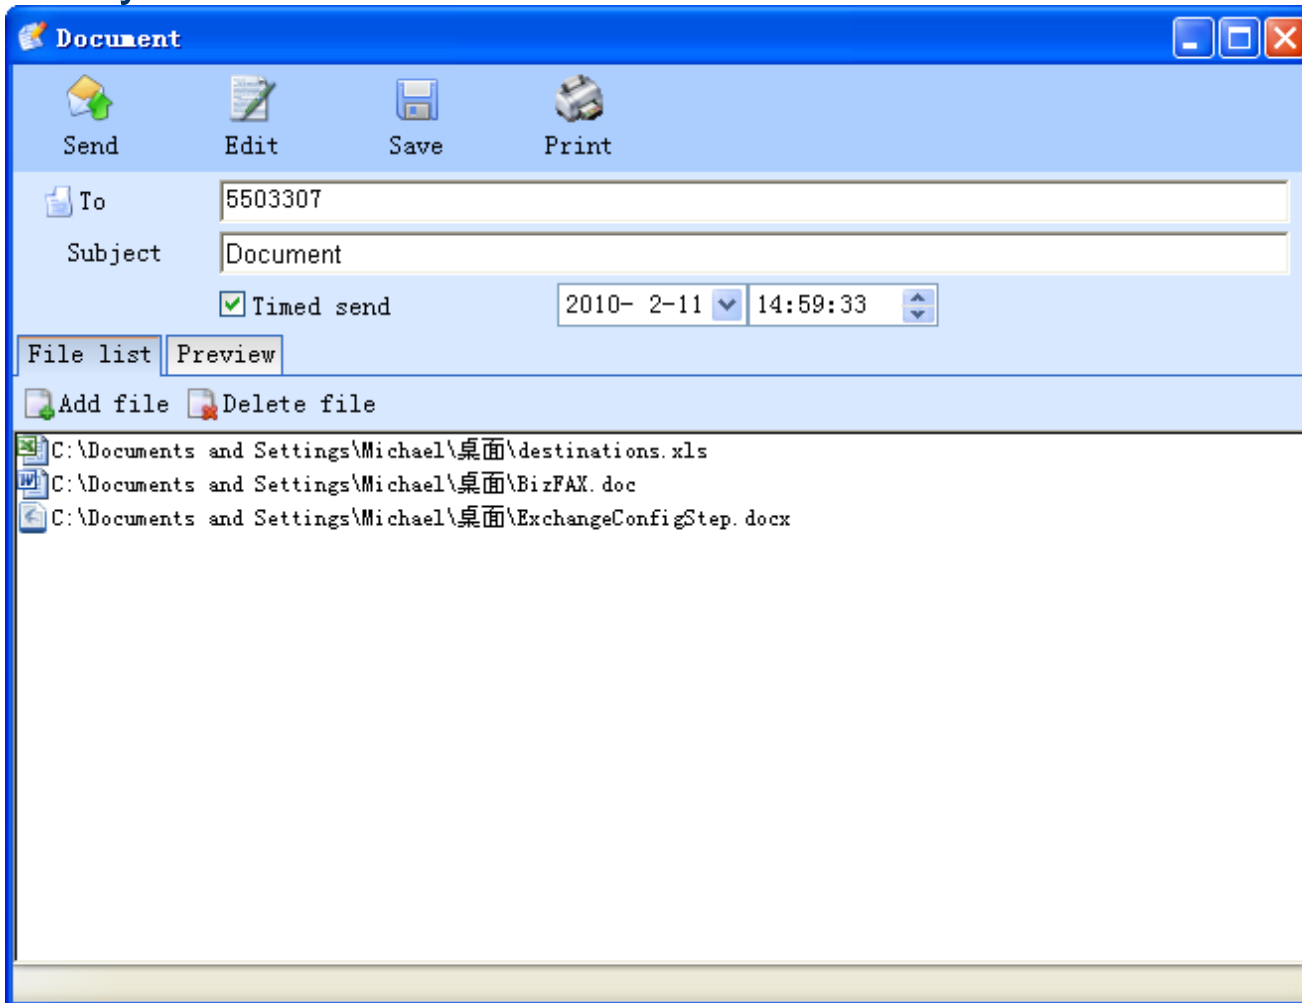 Document
Send Edit Save Print
To 5503307
Subject Document
Timed send 2010- 2-11 14:59:33
File list Preview
Add file Delete file
C:\Documents and Settings\Michael\桌面\destinations.xls
C:\Documents and Settings\Michael\桌面\BizFAX.doc
C:\Documents and Settings\Michael\桌面\ExchangeConfigStep.docx